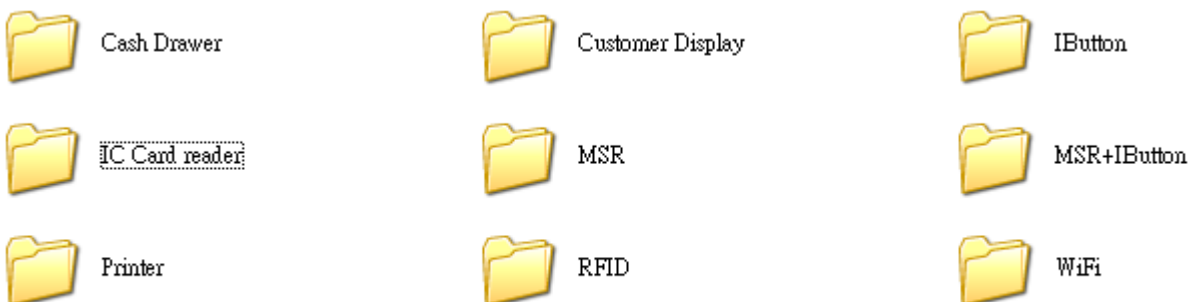 Cash Drawer
Customer Display
IButton
IC Card reader
MSR
MSR+IButton
Printer
RFID
WiFi